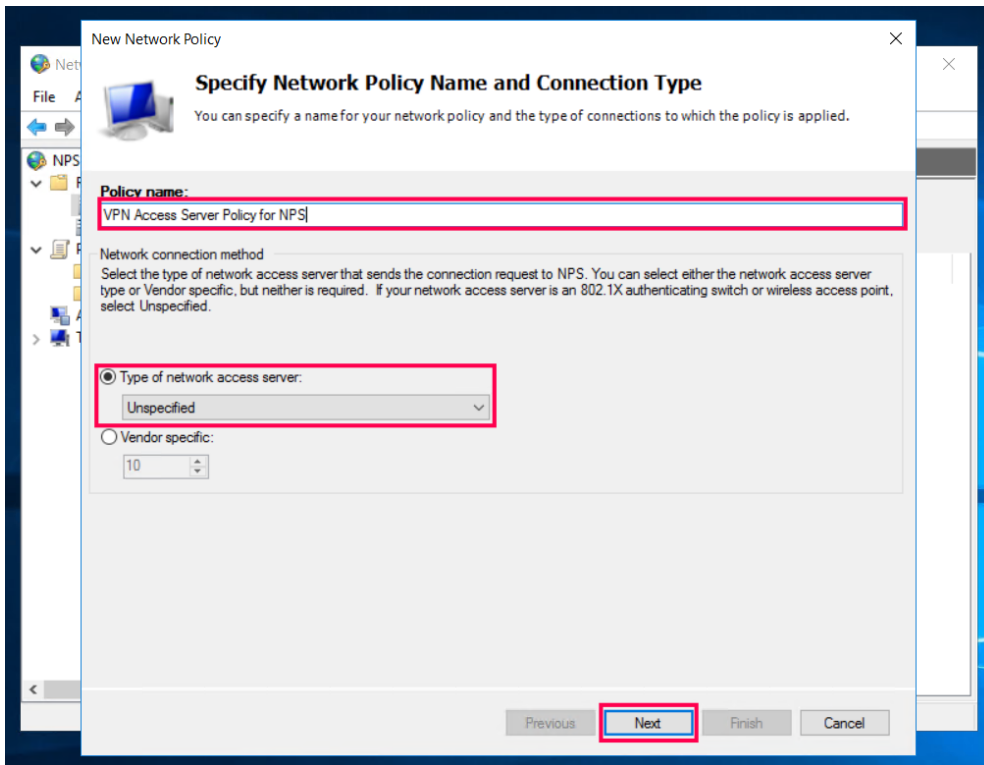 New Network Policy
Specify Network Policy Name and Connection Type
You can specify a name for your network policy and the type of connections to which the policy is applied.
File
NPS
Policy name:
VPN Access Server Policy for NPS
Network connection method
Select the type of network access server that sends the connection request to NPS. You can select either the network access server
type or Vendor specific, but neither is required. If your network access server is an 802.1X authenticating switch or wireless access point,
select Unspecified.
Type of network access server:
Unspecified
Vendor specific:
10
Previous
Next
Finish
Cancel